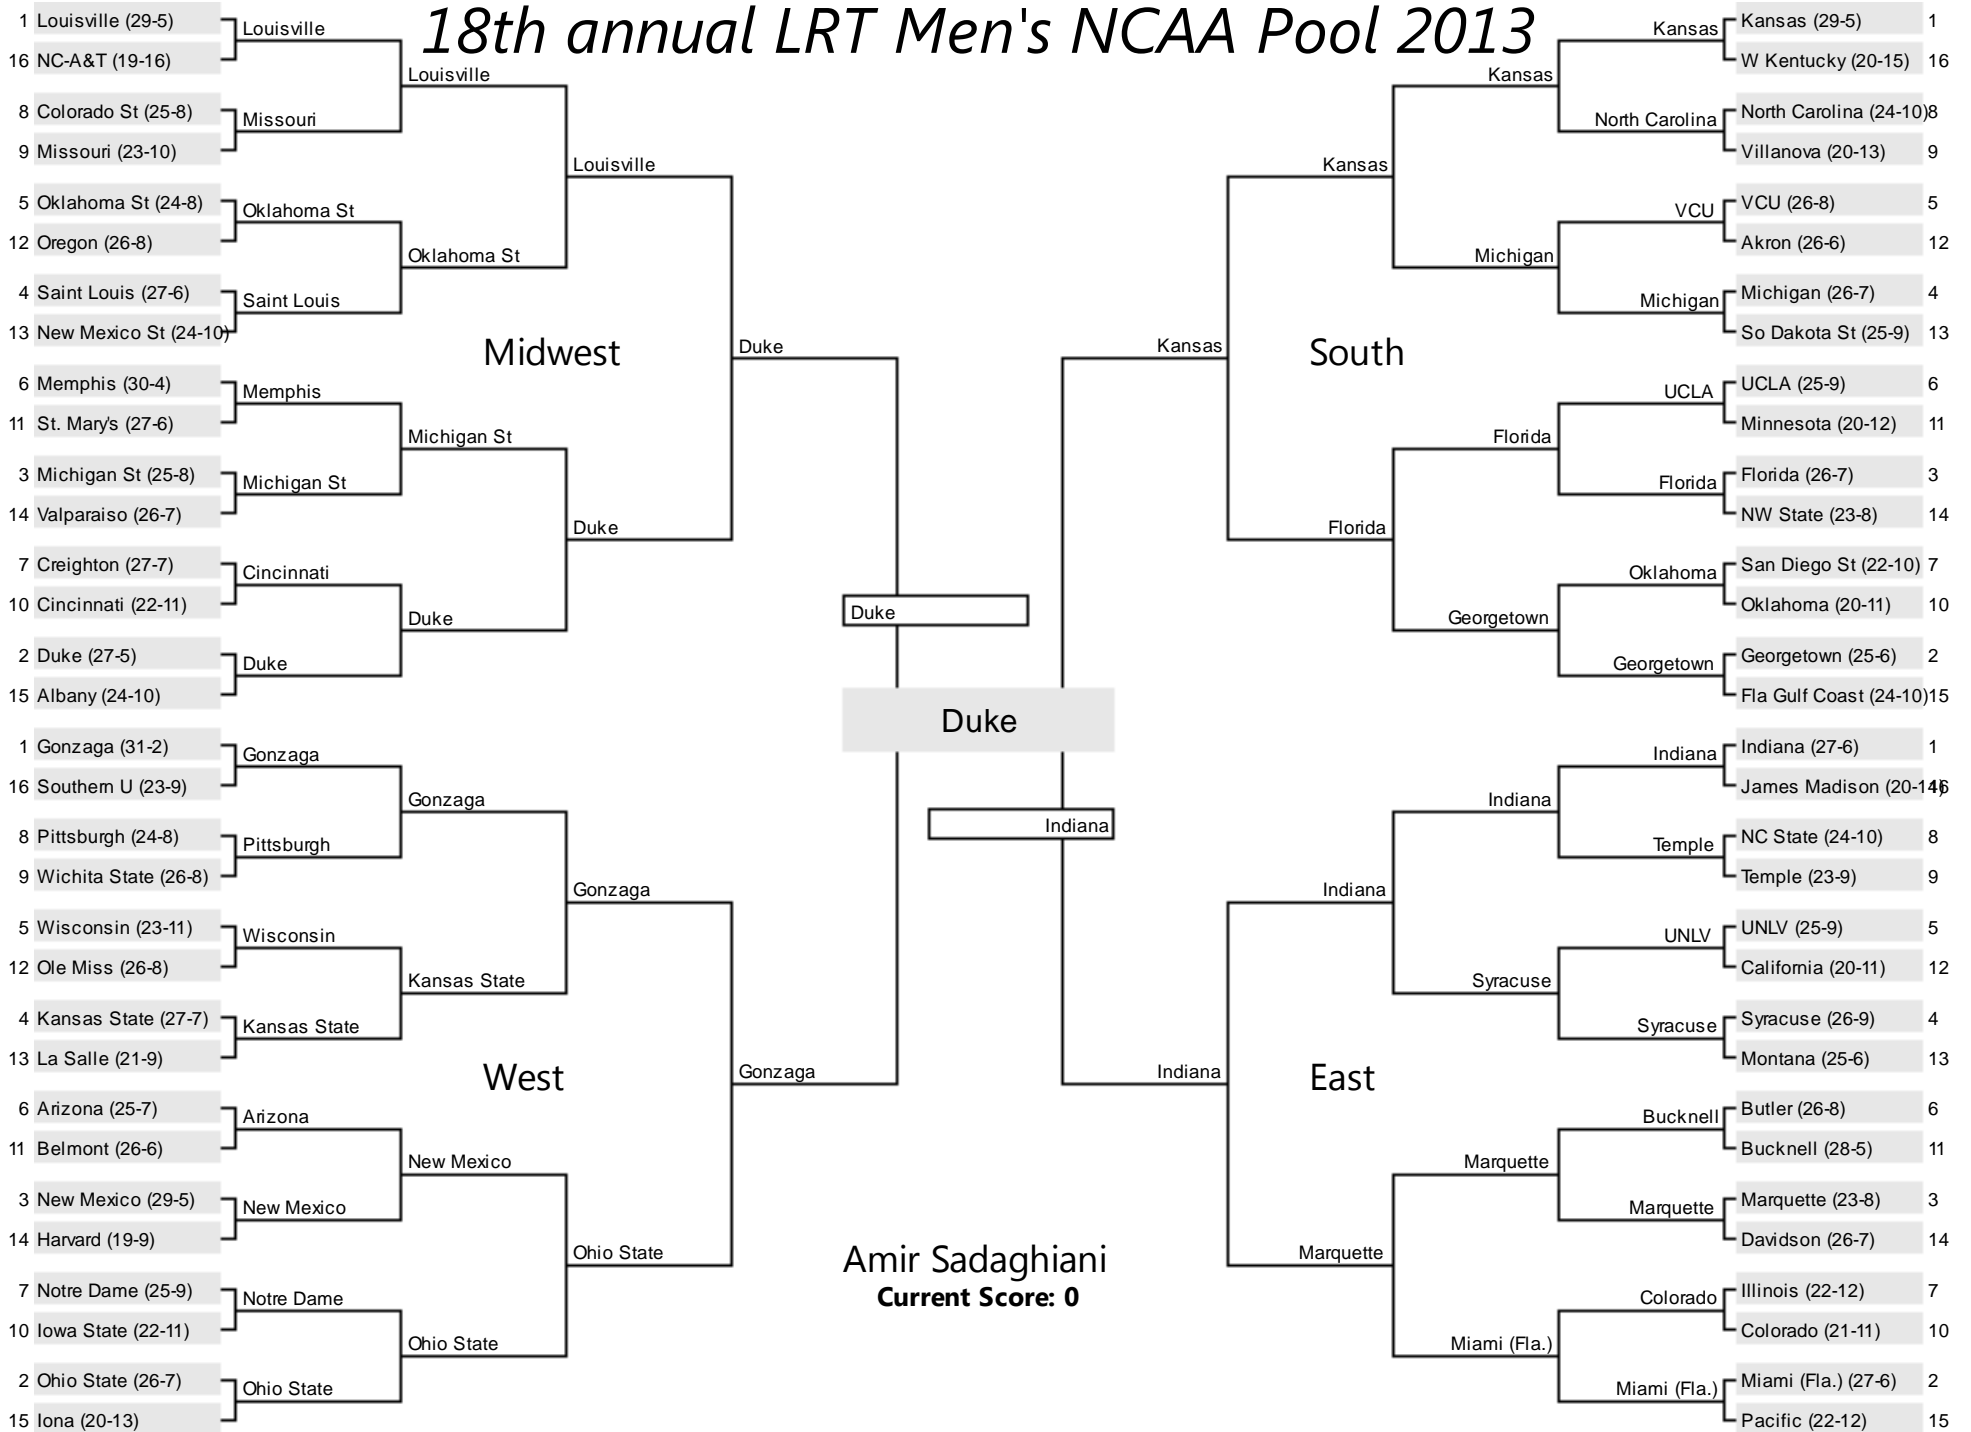 18th annual LRT Men's NCAA Pool 2013
1 Louisville (29-5)
16 NC-A&T (19-16)
8 Colorado St (25-8)
9 Missouri (23-10)
5 Oklahoma St (24-8)
12 Oregon (26-8)
4 Saint Louis (27-6)
13 New Mexico St (24-10)
6 Memphis (30-4)
11 St. Mary's (27-6)
3 Michigan St (25-8)
14 Valparaiso (26-7)
7 Creighton (27-7)
10 Cincinnati (22-11)
2 Duke (27-5)
15 Albany (24-10)
Louisville
Missouri
Oklahoma St
Saint Louis
Memphis
Michigan St
Cincinnati
Duke
Louisville
Oklahoma St
Michigan St
Duke
Louisville
Duke
Midwest
Duke
1 Gonzaga (31-2)
16 Southern U (23-9)
8 Pittsburgh (24-8)
9 Wichita State (26-8)
5 Wisconsin (23-11)
12 Ole Miss (26-8)
4 Kansas State (27-7)
13 La Salle (21-9)
6 Arizona (25-7)
11 Belmont (26-6)
3 New Mexico (29-5)
14 Harvard (19-9)
7 Notre Dame (25-9)
10 Iowa State (22-11)
2 Ohio State (26-7)
15 Iona (20-13)
Gonzaga
Pittsburgh
Wisconsin
Kansas State
Arizona
New Mexico
Notre Dame
Ohio State
Gonzaga
Kansas State
New Mexico
Ohio State
Gonzaga
Ohio State
West
Gonzaga
Duke
Duke
Indiana
Amir Sadaghiani
Current Score: 0
Kansas
South
Kansas
Florida
Kansas
Michigan
Florida
Georgetown
Kansas
North Carolina
VCU
Michigan
UCLA
Florida
Oklahoma
Georgetown
Kansas (29-5) 1
W Kentucky (20-15) 16
North Carolina (24-10) 8
Villanova (20-13) 9
VCU (26-8) 5
Akron (26-6) 12
Michigan (26-7) 4
So Dakota St (25-9) 13
UCLA (25-9) 6
Minnesota (20-12) 11
Florida (26-7) 3
NW State (23-8) 14
San Diego St (22-10) 7
Oklahoma (20-11) 10
Georgetown (25-6) 2
Fla Gulf Coast (24-10) 15
Indiana
East
Indiana
Marquette
Indiana
Syracuse
Marquette
Miami (Fla.)
Indiana
Temple
UNLV
Syracuse
Bucknell
Marquette
Colorado
Miami (Fla.)
Indiana (27-6) 1
James Madison (20-14) 16
NC State (24-10) 8
Temple (23-9) 9
UNLV (25-9) 5
California (20-11) 12
Syracuse (26-9) 4
Montana (25-6) 13
Butler (26-8) 6
Bucknell (28-5) 11
Marquette (23-8) 3
Davidson (26-7) 14
Illinois (22-12) 7
Colorado (21-11) 10
Miami (Fla.) (27-6) 2
Pacific (22-12) 15